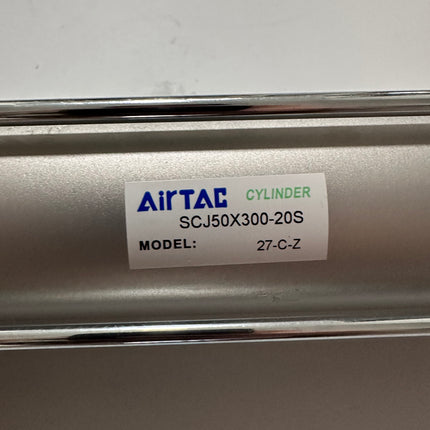 AirTAC CYLINDER
SCJ50X300-20S
MODEL: 27-C-Z